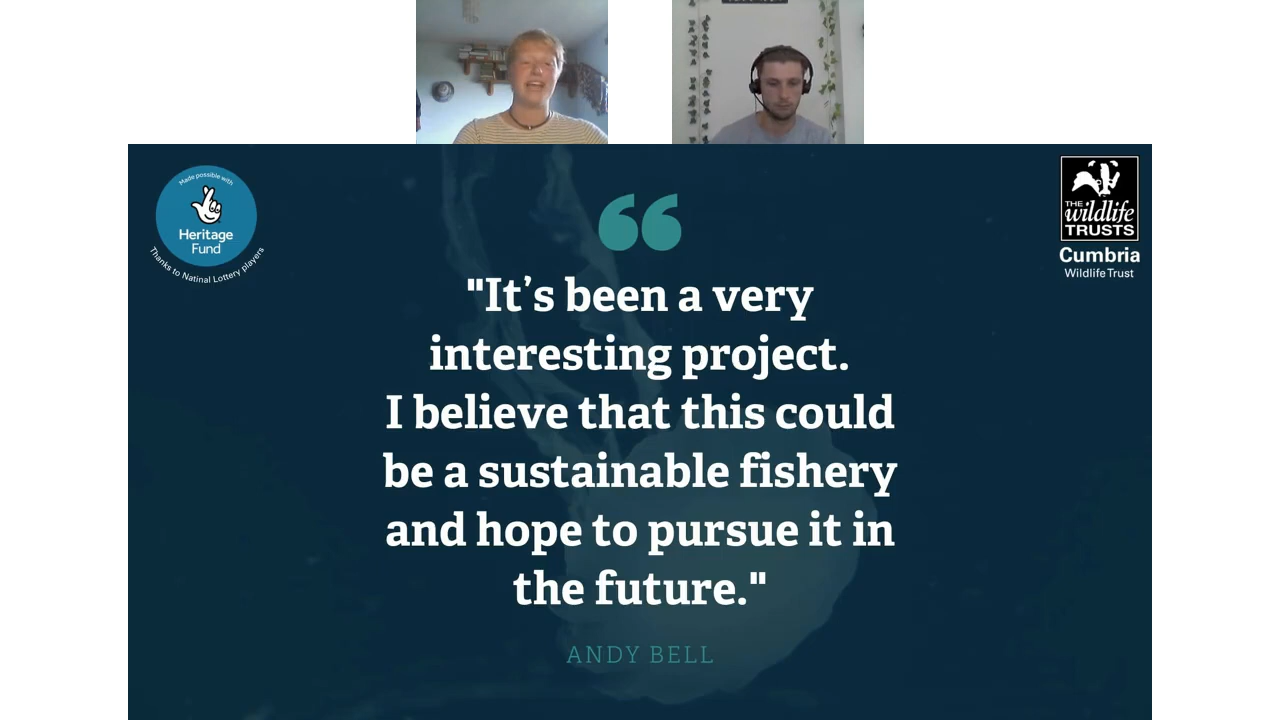 Made possible with
Heritage
Fund
Thanks to Natinal Lottery players
THE
wildlife
TRUSTS
Cumbria
Wildlife Trust
"It’s been a very
interesting project.
I believe that this could
be a sustainable fishery
and hope to pursue it in
the future."
ANDY BELL